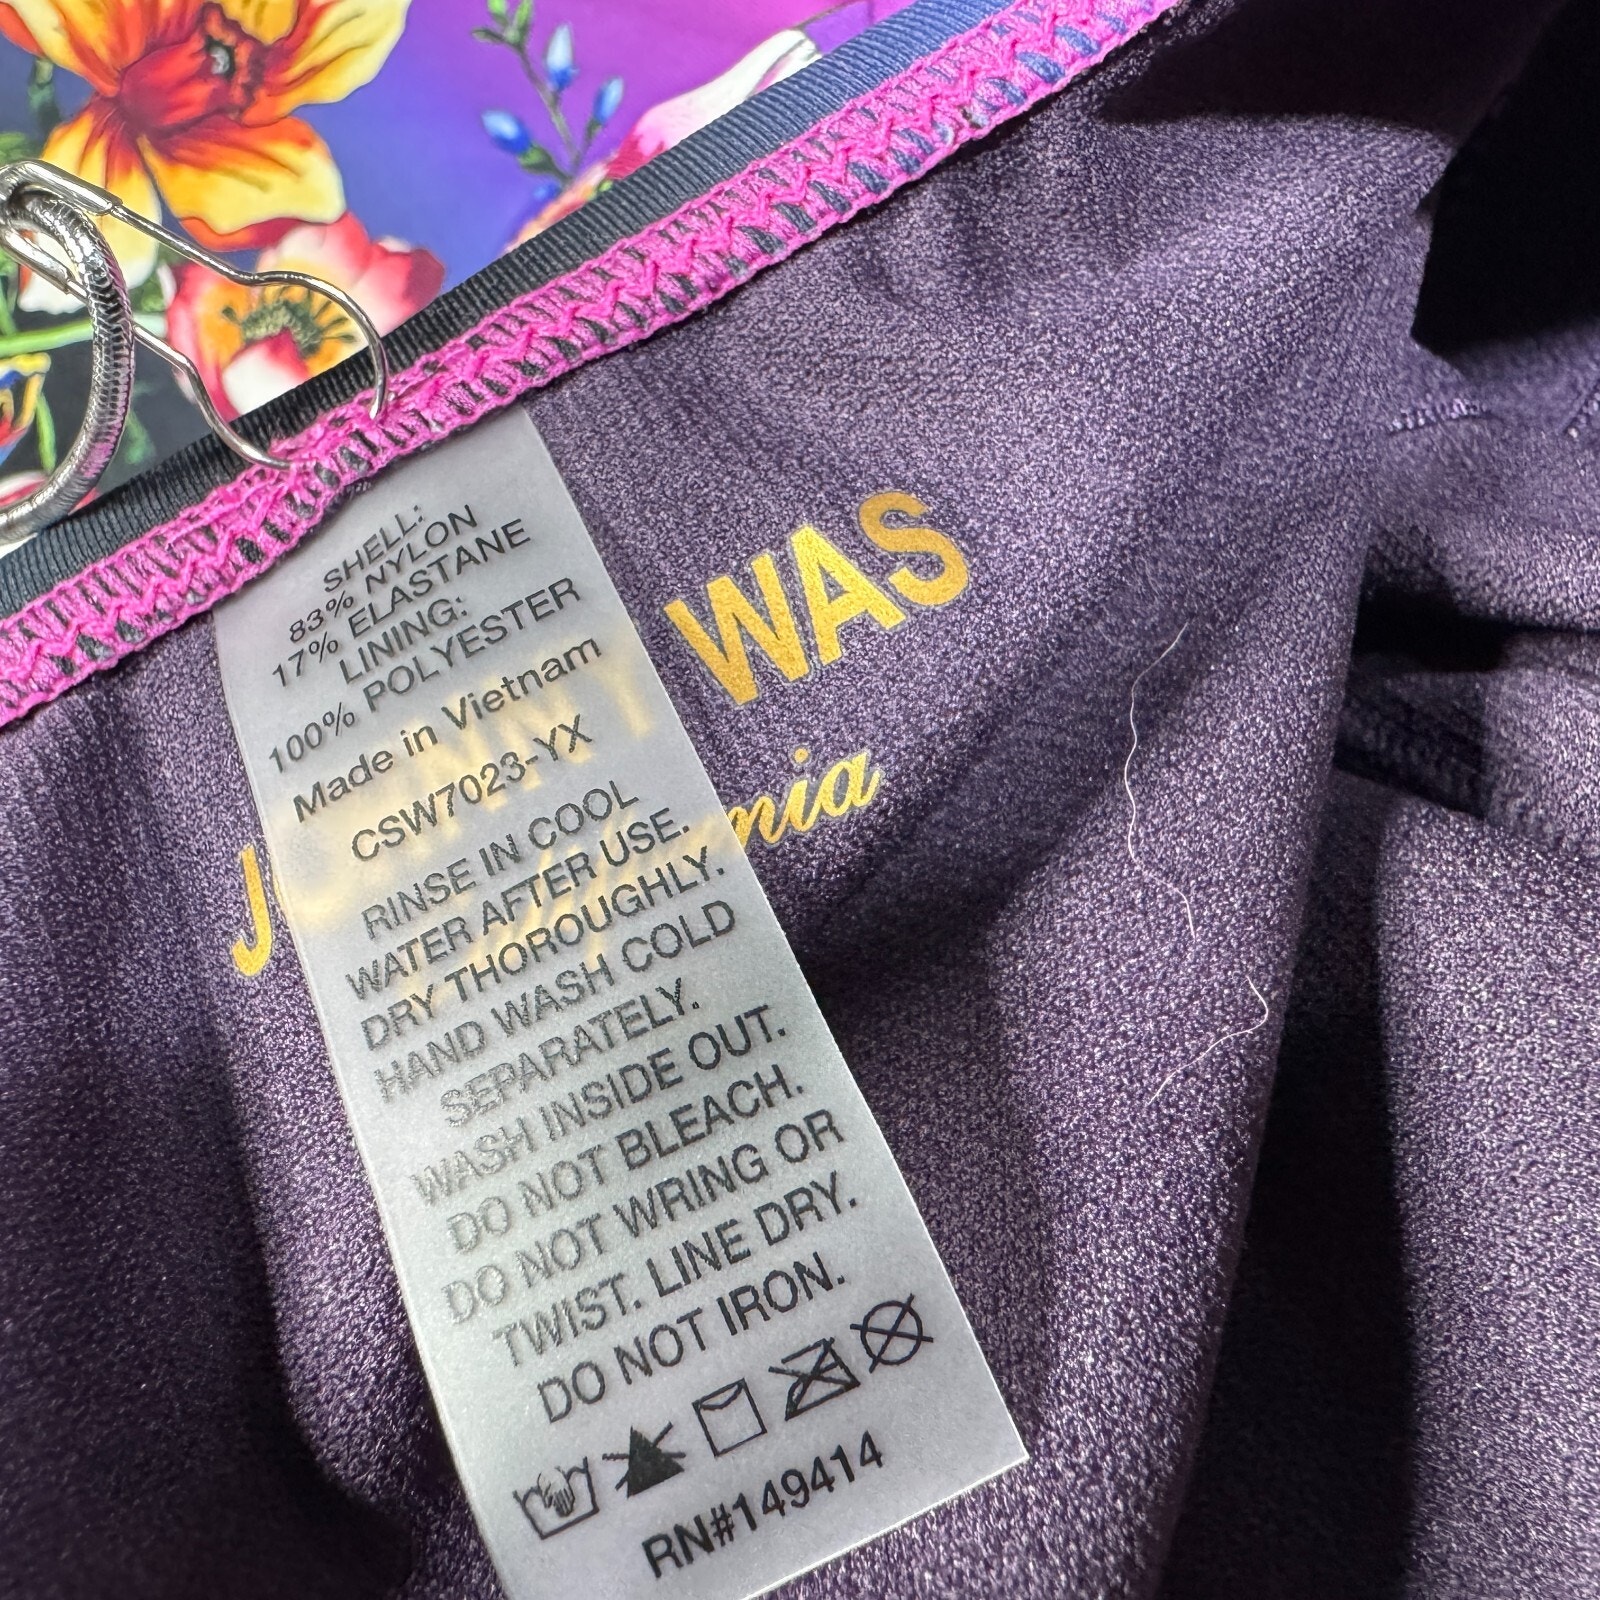 SHELL:
83% NYLON
17% ELASTANE
LINING:
100% POLYESTER
Made in Vietnam
CSW7023-YX
RINSE IN COOL
WATER AFTER USE.
DRY THOROUGHLY.
HAND WASH COLD
SEPARATELY.
WASH INSIDE OUT.
DO NOT BLEACH.
DO NOT WRING OR
TWIST. LINE DRY.
DO NOT IRON.
RN#149414
JOHNNY WAS
California